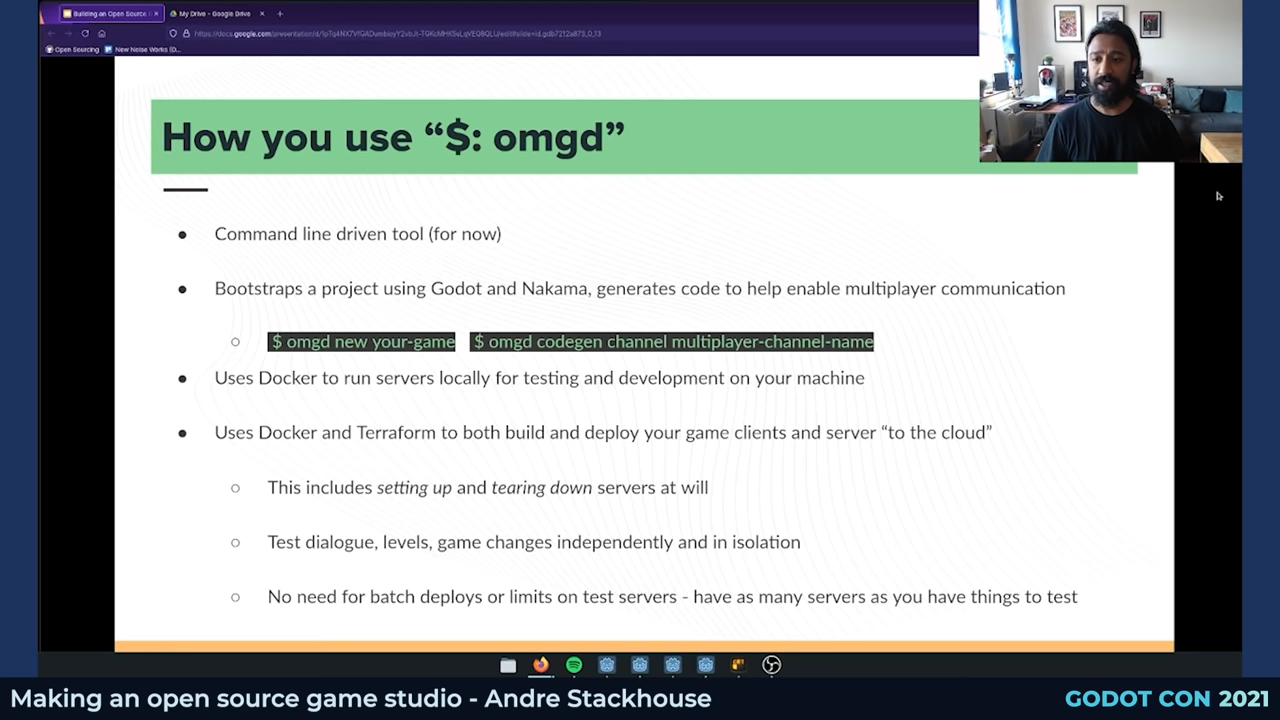 Building an Open Source
My Drive - Google Drive
Open Sourcing
New Noise Works (D...
How you use “$: omgd”
Command line driven tool (for now)
Bootstraps a project using Godot and Nakama, generates code to help enable multiplayer communication
$ omgd new your-game $ omgd codegen channel multiplayer-channel-name
Uses Docker to run servers locally for testing and development on your machine
Uses Docker and Terraform to both build and deploy your game clients and server “to the cloud”
This includes setting up and tearing down servers at will
Test dialogue, levels, game changes independently and in isolation
No need for batch deploys or limits on test servers - have as many servers as you have things to test
Making an open source game studio - Andre Stackhouse
GODOT CON 2021